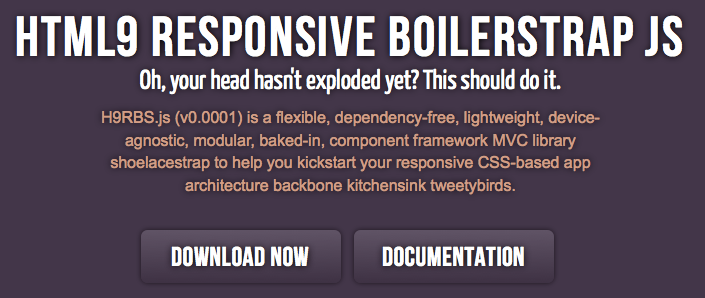 HTML9 RESPONSIVE BOILERSTRAP JS
Oh, your head hasn't exploded yet? This should do it.
H9RBS.js (v0.0001) is a flexible, dependency-free, lightweight, device-
agnostic, modular, baked-in, component framework MVC library
shoelacestrap to help you kickstart your responsive CSS-based app
architecture backbone kitchensink tweetybirds.
DOWNLOAD NOW
DOCUMENTATION